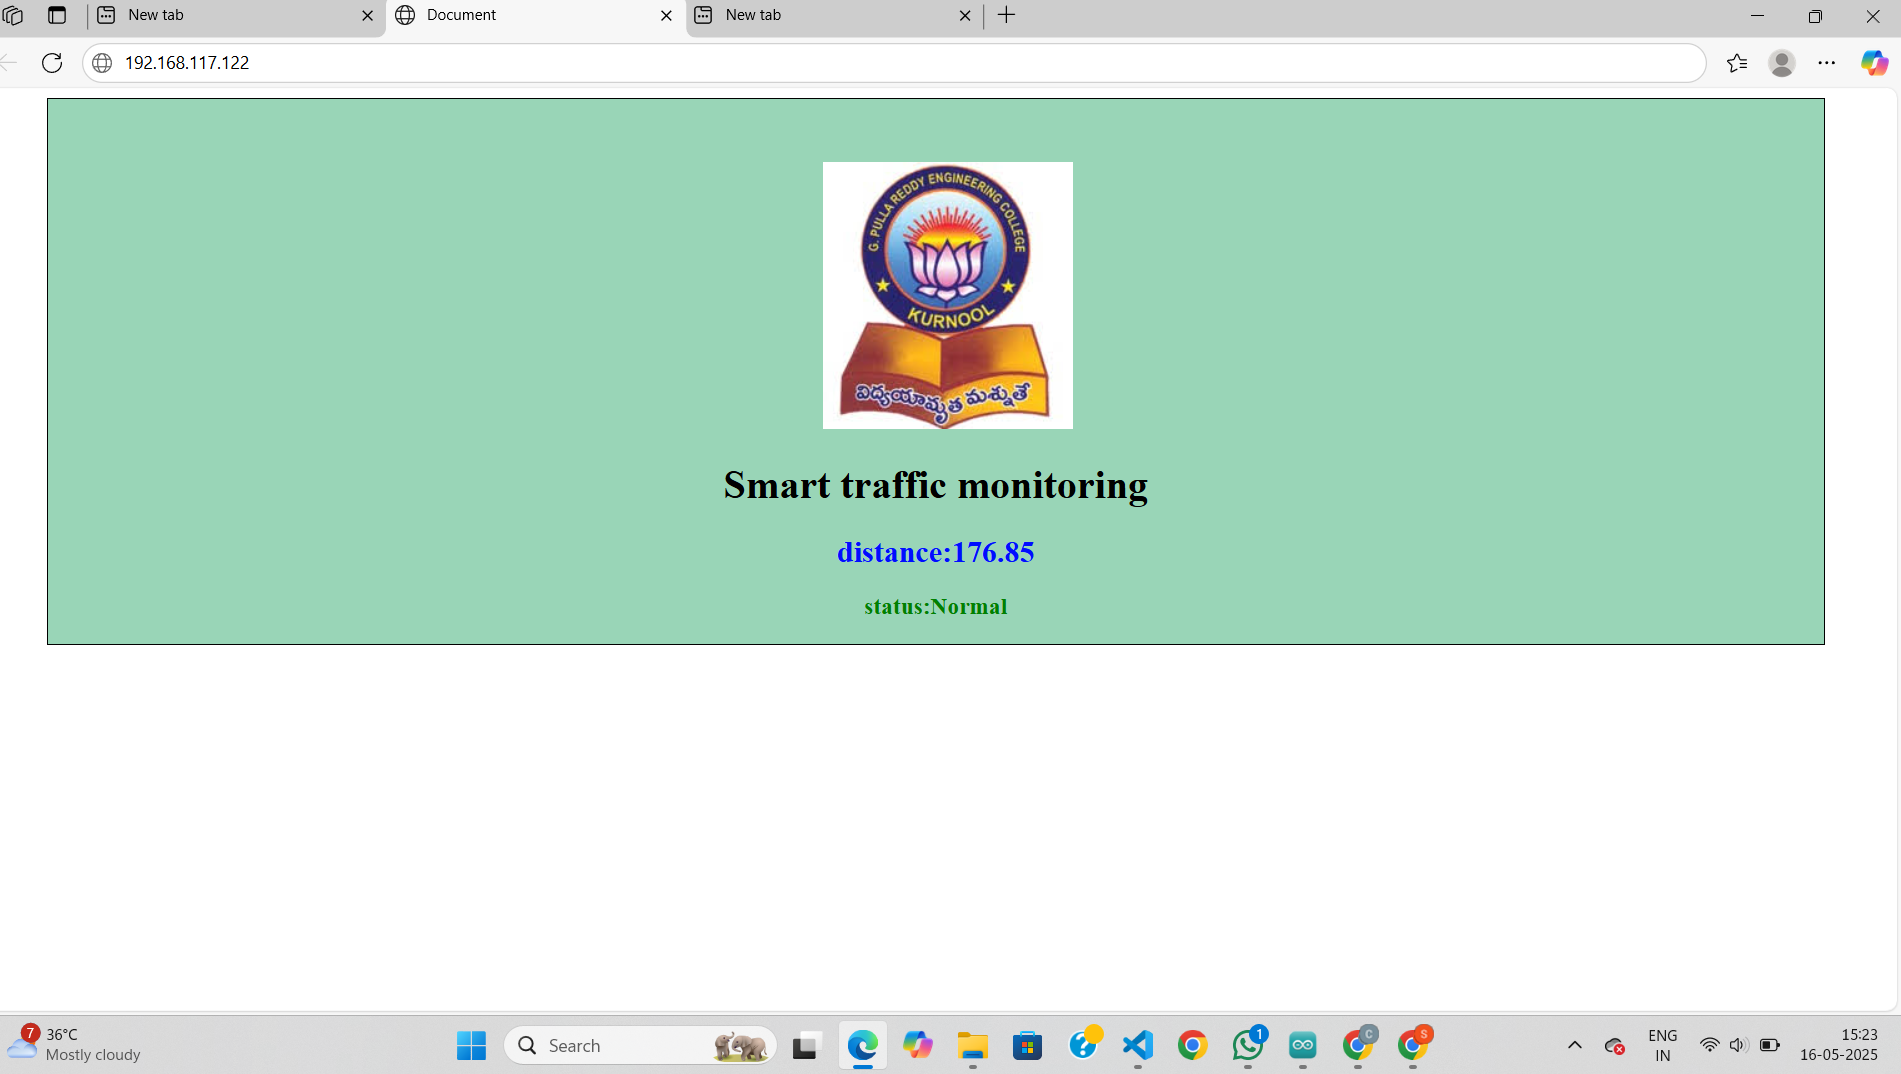 New tab
Document
New tab
192.168.117.122
G. PULLA REDDY ENGINEERING COLLEGE
KURNOOL
విద్యయామృత మశ్నుతే
Smart traffic monitoring
distance:176.85
status:Normal
7
36°C
Mostly cloudy
Search
1
C
S
ENG
IN
15:23
16-05-2025